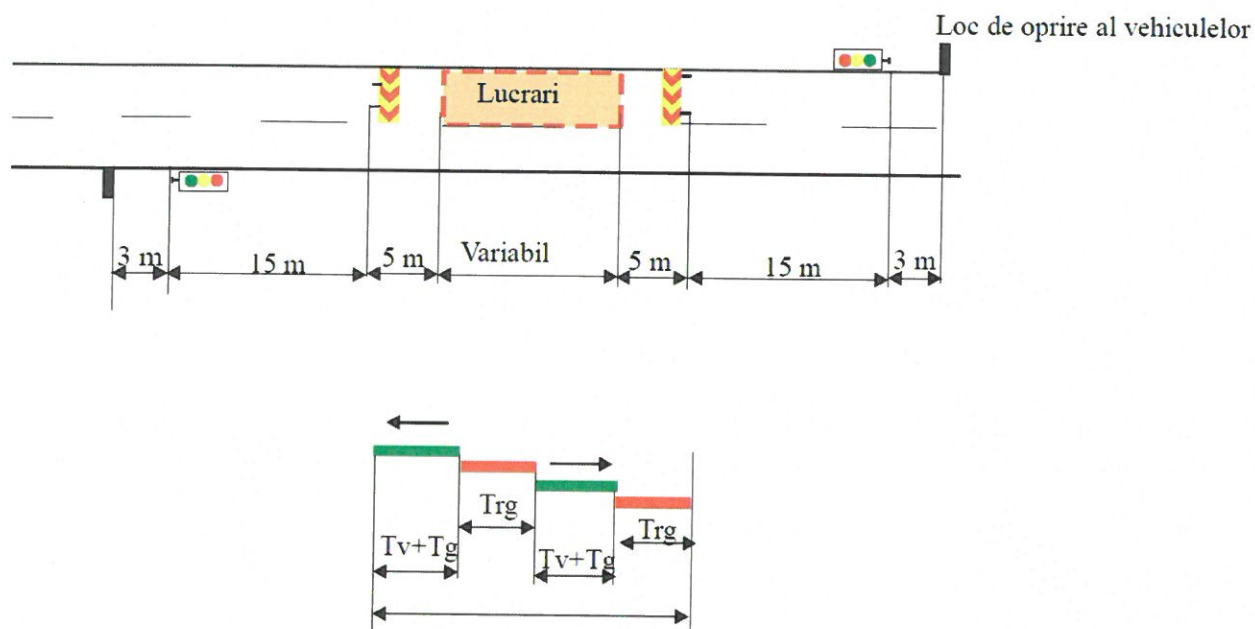 Loc de oprire al vehiculelor
Lucrari
3 m
15 m
5 m
Variabil
5 m
15 m
3 m
Trg
Trg
Tv+Tg
Tv+Tg